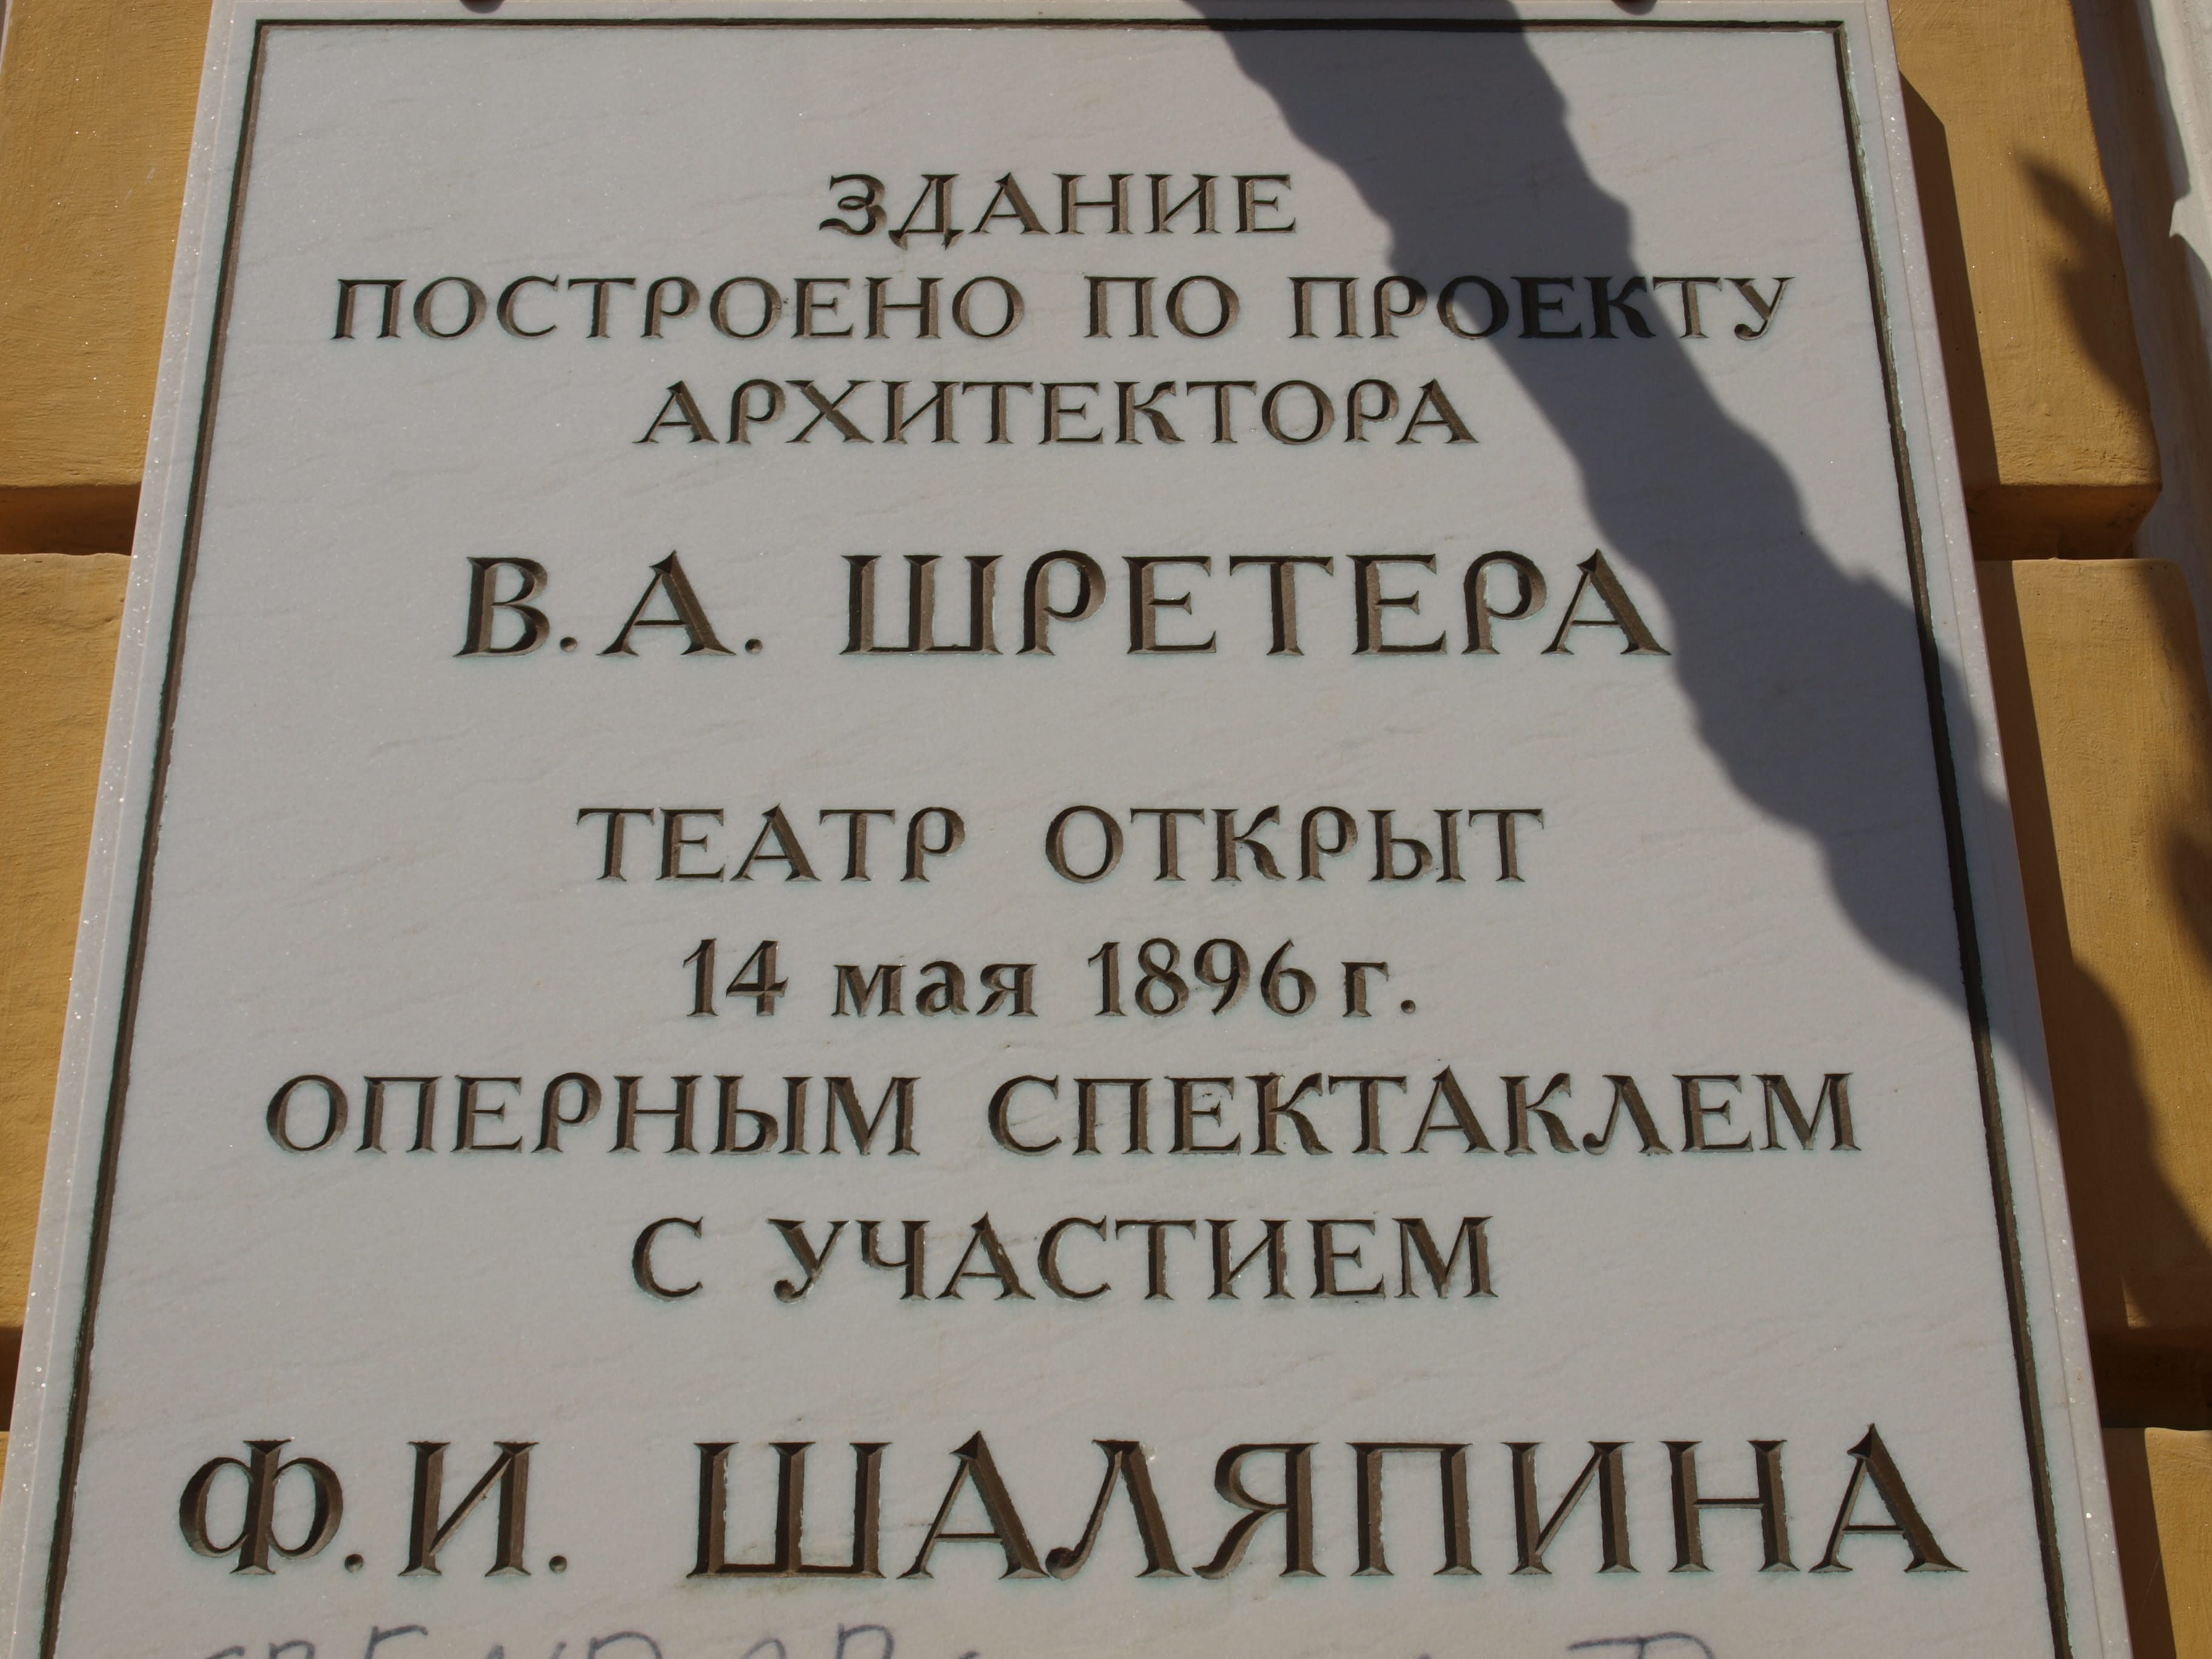 ЗДАНИЕ
ПОСТРОЕНО ПО ПРОЕКТУ
АРХИТЕКТОРА
В.А. ШРЕТЕРА
ТЕАТР ОТКРЫТ
14 мая 1896 г.
ОПЕРНЫМ СПЕКТАКЛЕМ
С УЧАСТИЕМ
Ф.И. ШАЛЯПИНА